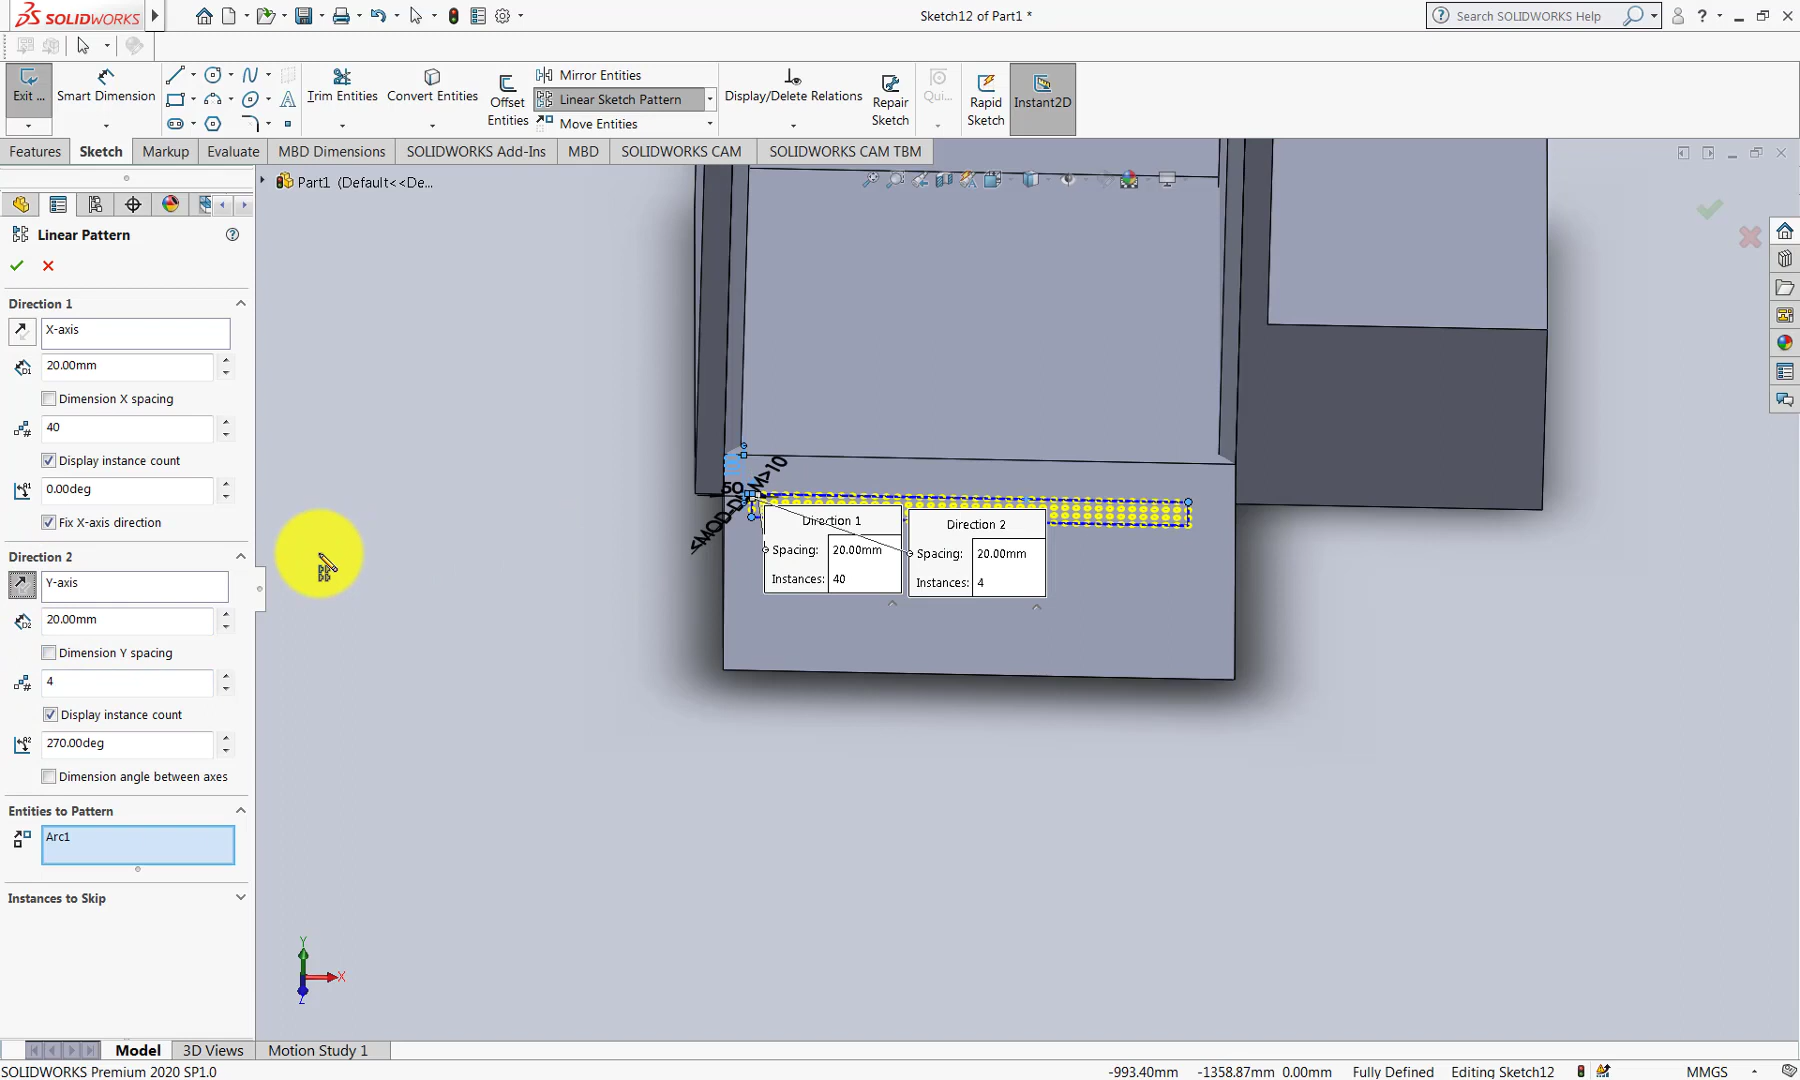 SOLIDWORKS
Sketch12 of Part1 *
Search SOLIDWORKS Help
Exit ...
Smart Dimension
Trim Entities
Convert Entities
Offset Entities
Mirror Entities
Linear Sketch Pattern
Move Entities
Display/Delete Relations
Repair Sketch
Qui...
Rapid Sketch
Instant2D
Features
Sketch
Markup
Evaluate
MBD Dimensions
SOLIDWORKS Add-Ins
MBD
SOLIDWORKS CAM
SOLIDWORKS CAM TBM
Part1 (Default<<De...
Linear Pattern
Direction 1
X-axis
20.00mm
Dimension X spacing
40
Display instance count
0.00deg
Fix X-axis direction
Direction 2
Y-axis
20.00mm
Dimension Y spacing
4
Display instance count
270.00deg
Dimension angle between axes
Entities to Pattern
Arc1
Instances to Skip
50
<MOD-DIAM>10
Direction 1
Spacing: 20.00mm
Instances: 40
Direction 2
Spacing: 20.00mm
Instances: 4
Y
X
Z
Model
3D Views
Motion Study 1
SOLIDWORKS Premium 2020 SP1.0
-993.40mm
-1358.87mm 0.00mm
Fully Defined
Editing Sketch12
MMGS